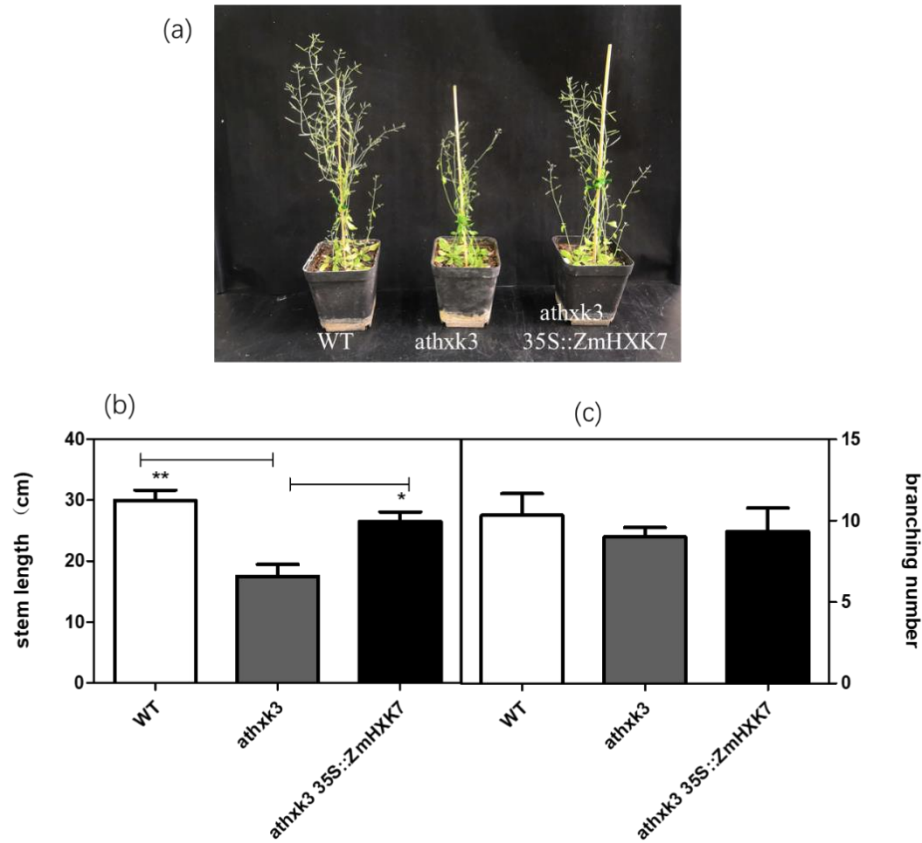 (a)
WT
athxk3
athxk3
35S::ZmHXK7
(b)
stem length （cm)
40
30
20
10
0
**
*
WT
athxk3
athxk3 35S::ZmHXK7
(c)
15
10
5
0
branching number
WT
athxk3
athxk3 35S::ZmHXK7